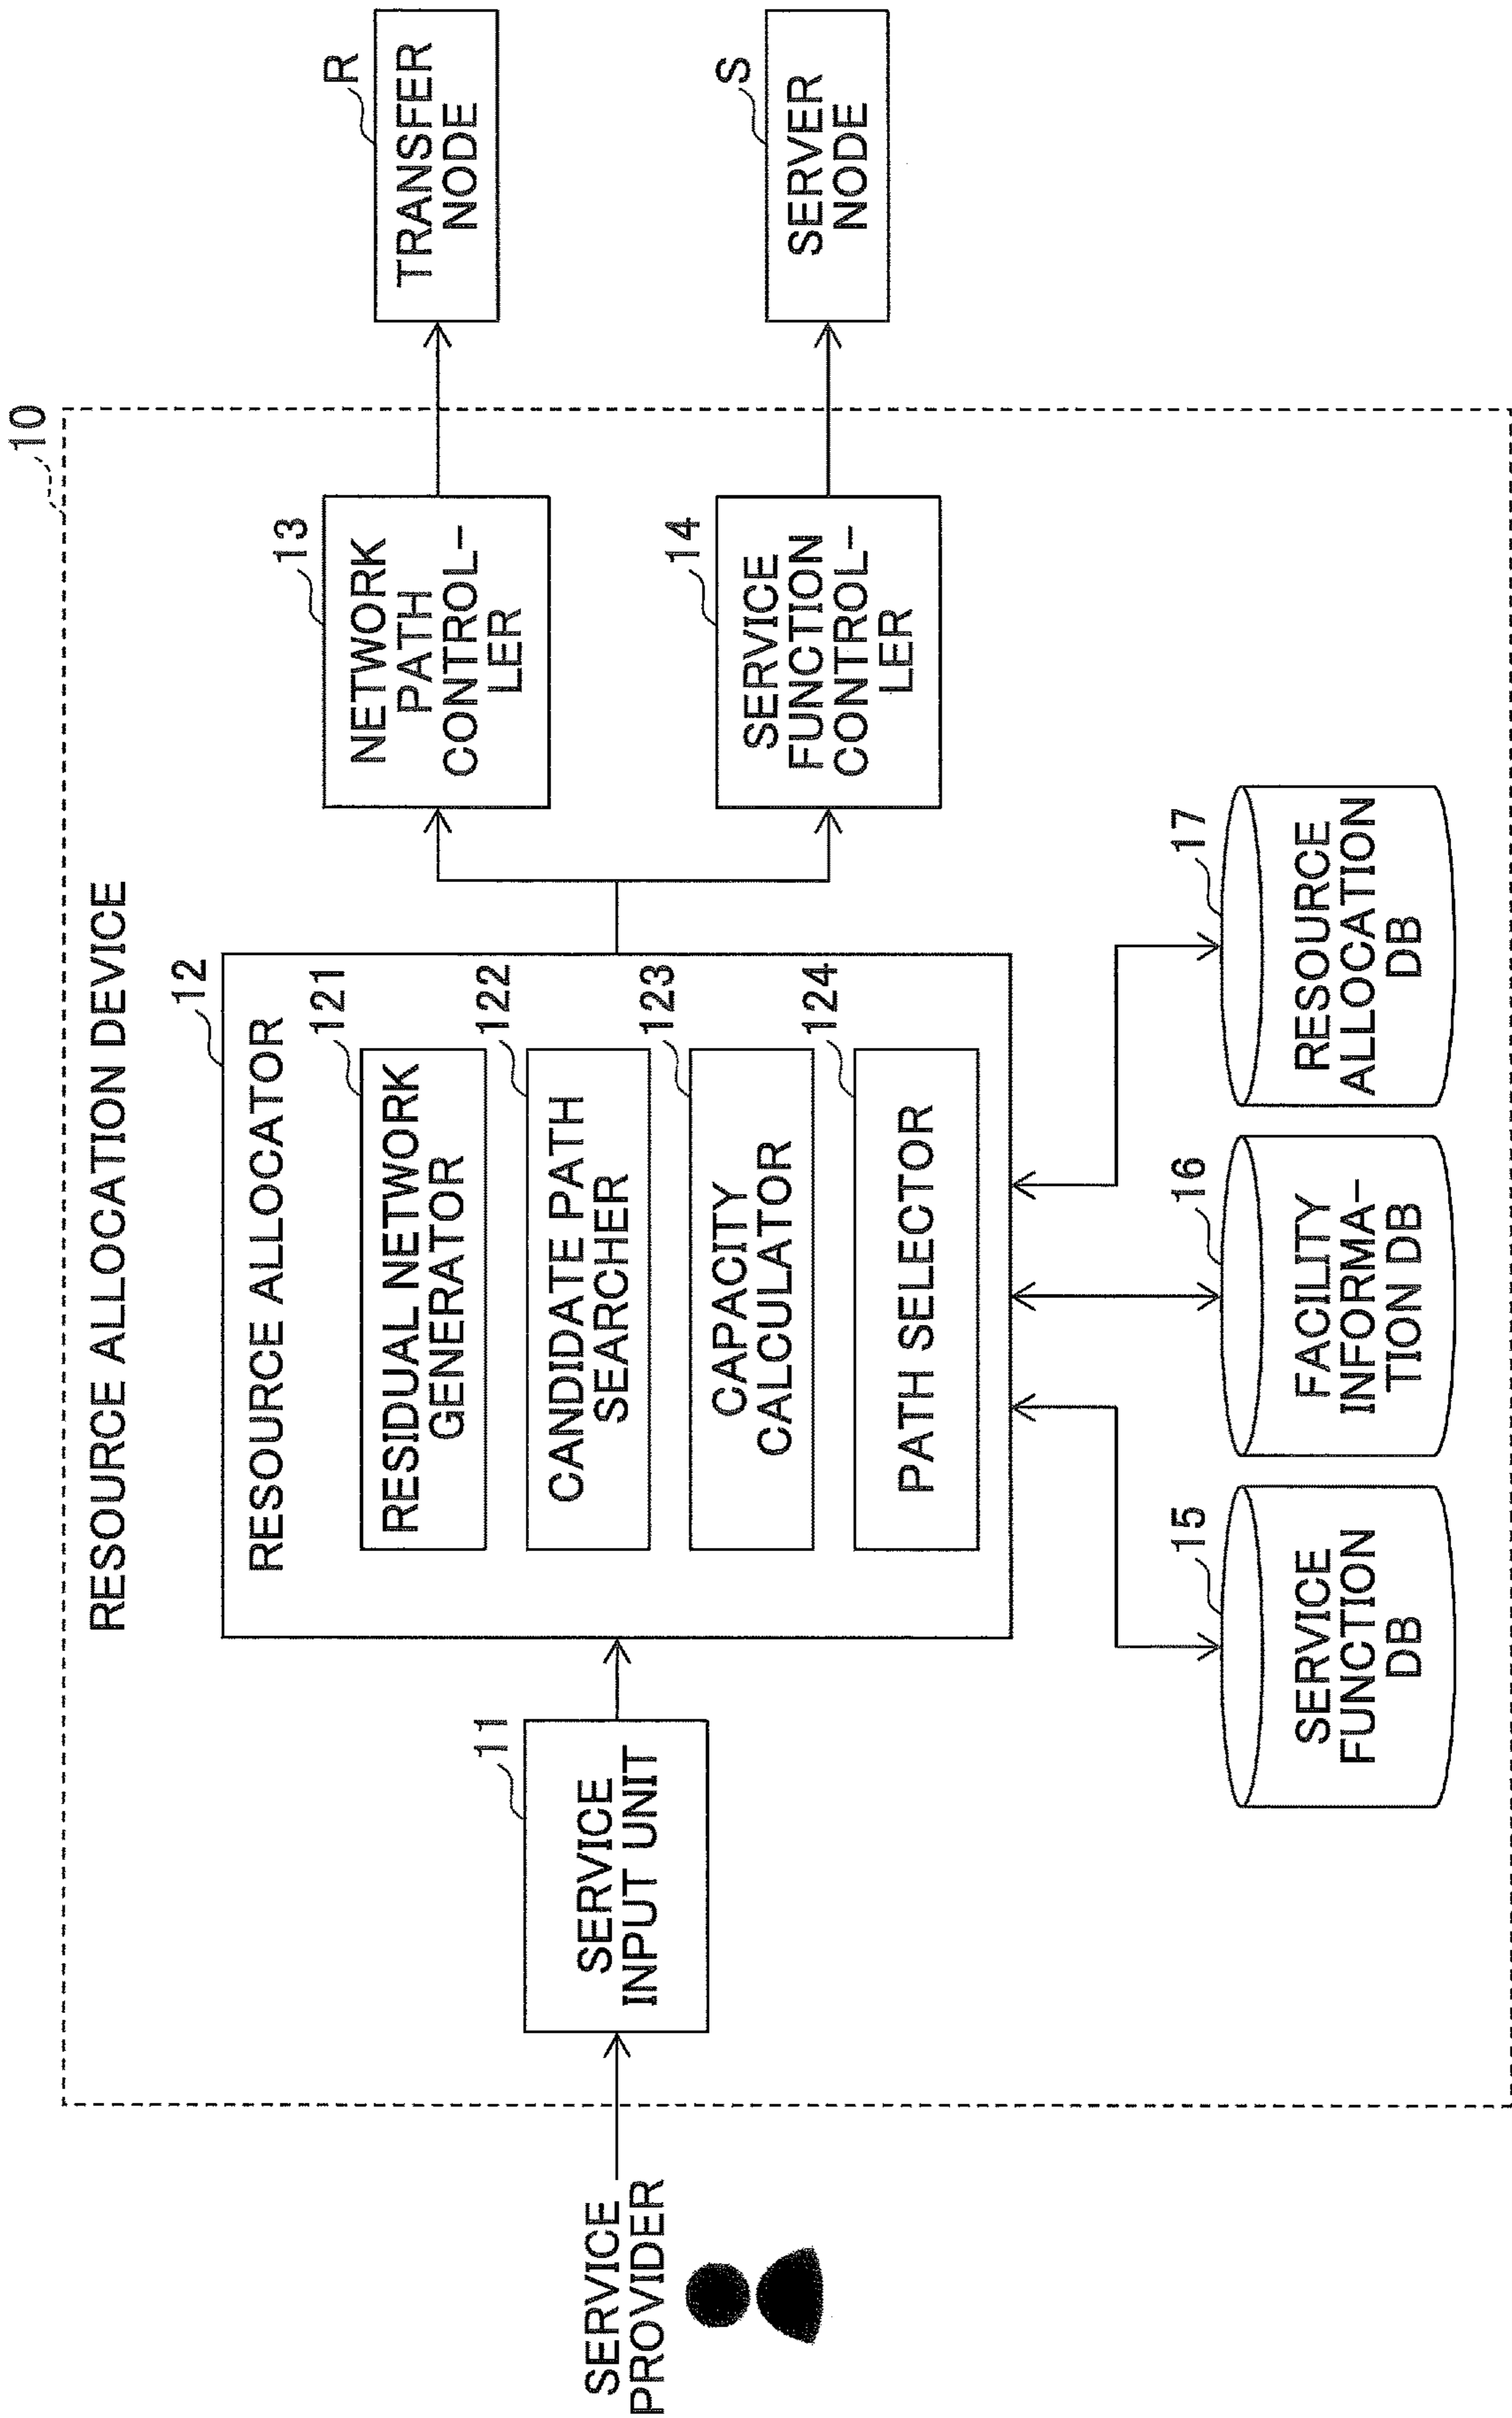 10
RESOURCE ALLOCATION DEVICE
SERVICE
PROVIDER
11
SERVICE
INPUT UNIT
12
RESOURCE ALLOCATOR
121
RESIDUAL NETWORK
GENERATOR
122
CANDIDATE PATH
SEARCHER
123
CAPACITY
CALCULATOR
124
PATH SELECTOR
13
NETWORK
PATH
CONTROL-
LER
14
SERVICE
FUNCTION
CONTROL-
LER
R
TRANSFER
NODE
S
SERVER
NODE
15
SERVICE
FUNCTION
DB
16
FACILITY
INFORMA-
TION DB
17
RESOURCE
ALLOCATION
DB